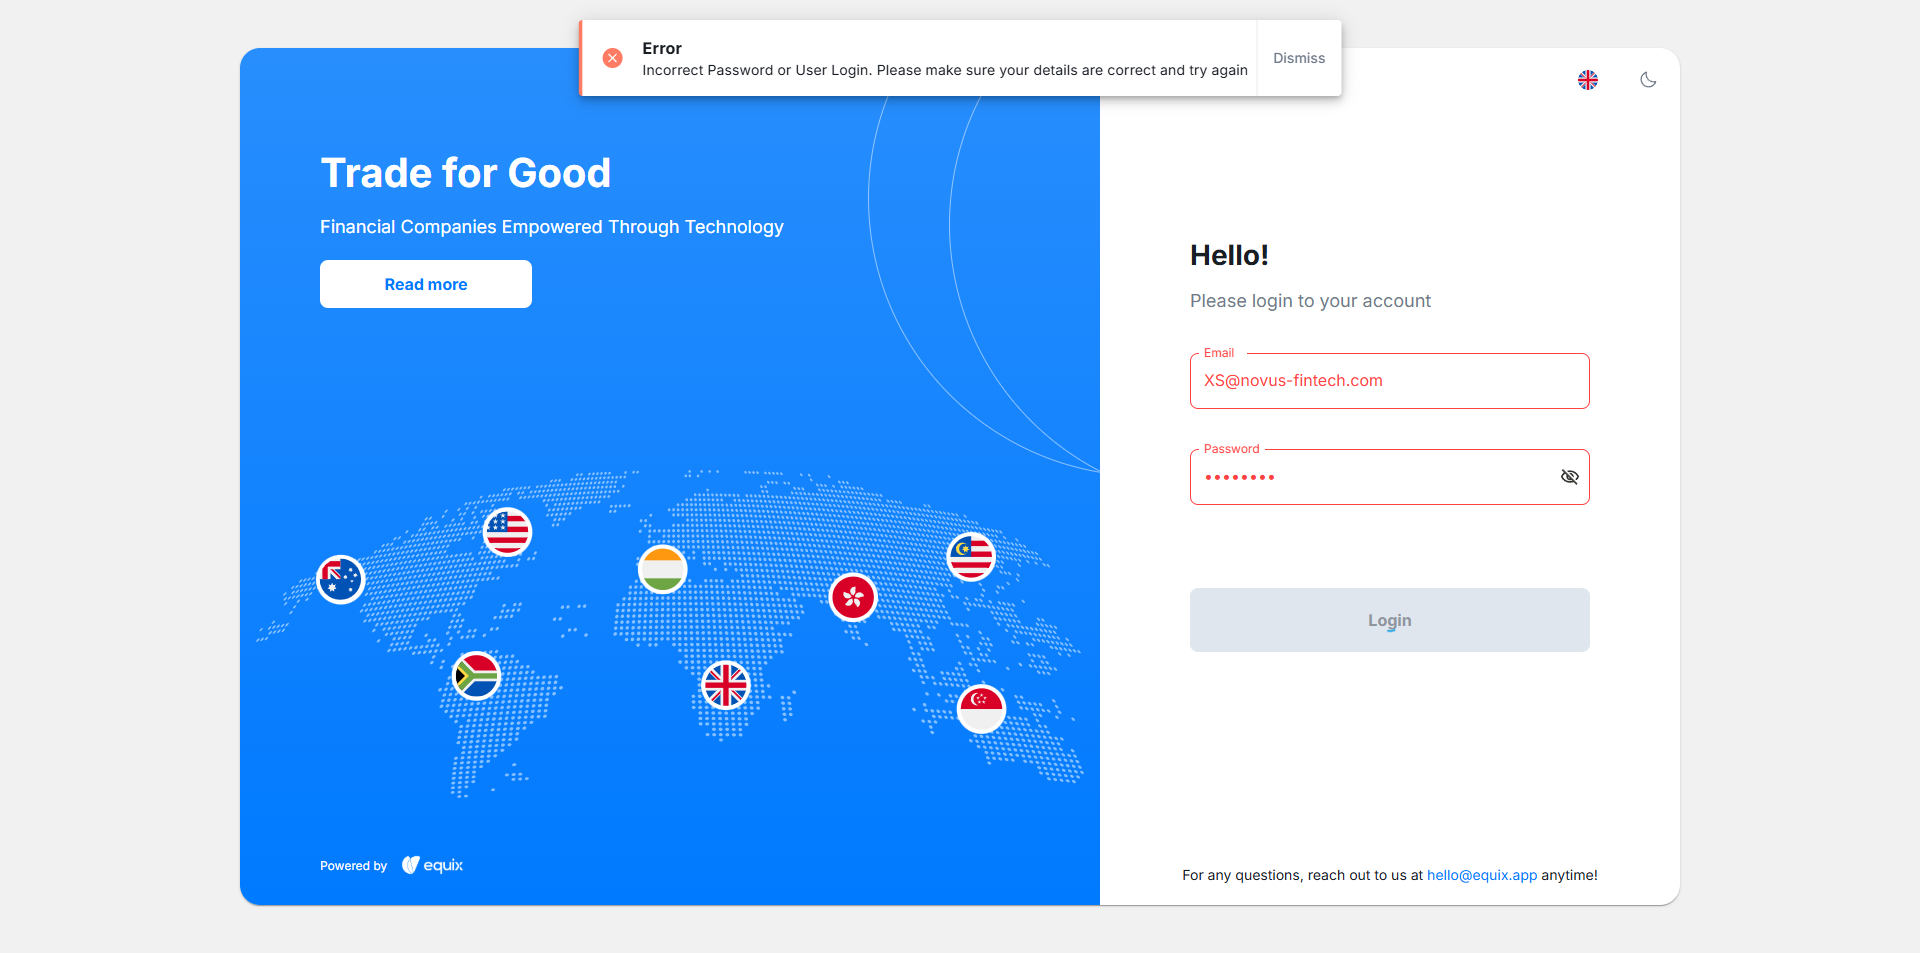 Error
Incorrect Password or User Login. Please make sure your details are correct and try again
Dismiss
Trade for Good
Financial Companies Empowered Through Technology
Read more
Powered by equix
Hello!
Please login to your account
Email
XS@novus-fintech.com
Password
Login
For any questions, reach out to us at hello@equix.app anytime!